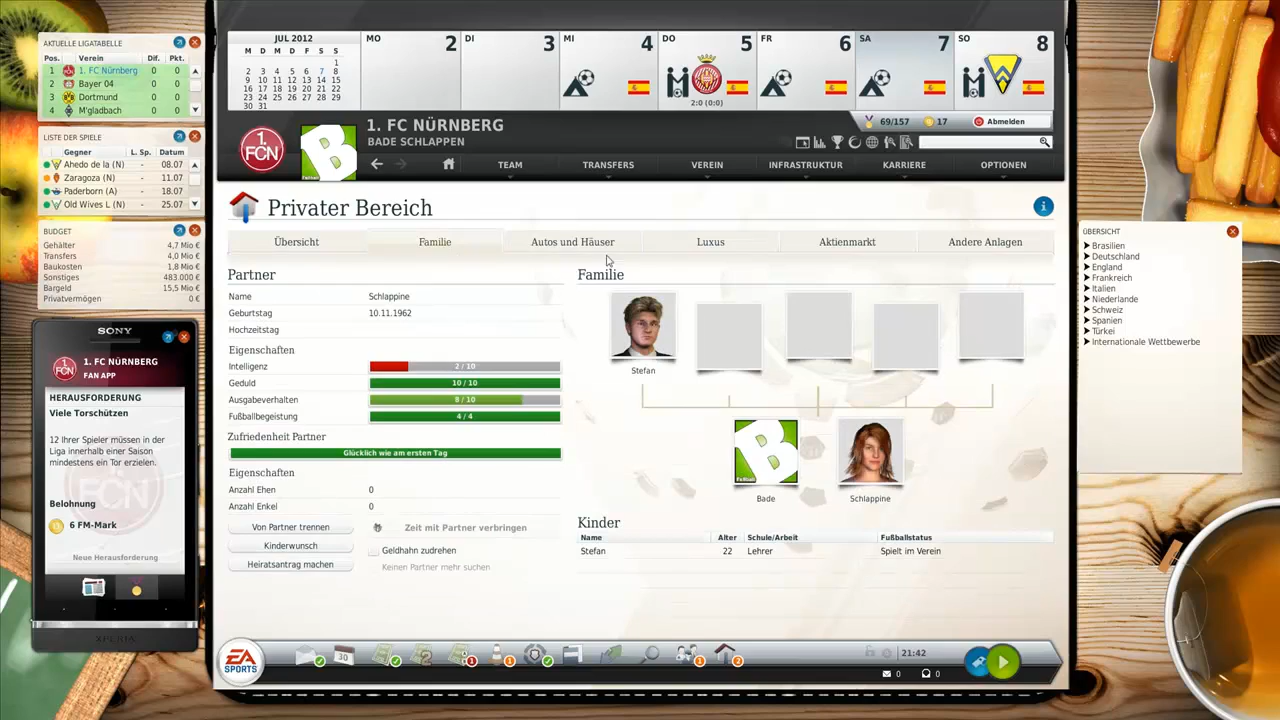 AKTUELLE LIGATABELLE
Pos. Verein Dif. Pkt.
1 1. FC Nürnberg 0 0
2 Bayer 04 0 0
3 Dortmund 0 0
4 M'gladbach 0 0
LISTE DER SPIELE
Gegner L. Sp. Datum
Ahedo de la (N) - 08.07
Zaragoza (N) - 11.07
Paderborn (A) - 18.07
Old Wives L (N) - 25.07
BUDGET
Gehälter 4,7 Mio €
Transfers 4,0 Mio €
Baukosten 1,8 Mio €
Sonstiges 483.000 €
Bargeld 15,5 Mio €
Privatvermögen 0 €
SONY
1. FC NÜRNBERG
FAN APP
HERAUSFORDERUNG
Viele Torschützen
12 Ihrer Spieler müssen in der
Liga innerhalb einer Saison
mindestens ein Tor erzielen.
Belohnung
6 FM-Mark
Neue Herausforderung
XPERIA
JUL 2012
M D M D F S S
1
2 3 4 5 6 7 8
9 10 11 12 13 14 15
16 17 18 19 20 21 22
23 24 25 26 27 28 29
30 31
MO 2
DI 3
MI 4
DO 5
2:0 (0:0)
FR 6
SA 7
SO 8
1. FC NÜRNBERG
BADE SCHLAPPEN
69/157 17 Abmelden
TEAM TRANSFERS VEREIN INFRASTRUKTUR KARRIERE OPTIONEN
Privater Bereich
Übersicht Familie Autos und Häuser Luxus Aktienmarkt Andere Anlagen
Partner
Name Schlappine
Geburtstag 10.11.1962
Hochzeitstag
Eigenschaften
Intelligenz 2 / 10
Geduld 10 / 10
Ausgabeverhalten 8 / 10
Fußballbegeistung 4 / 4
Zufriedenheit Partner
Glücklich wie am ersten Tag
Eigenschaften
Anzahl Ehen 0
Anzahl Enkel 0
Von Partner trennen
Zeit mit Partner verbringen
Kinderwunsch
Geldhahn zudrehen
Heiratsantrag machen
Keinen Partner mehr suchen
Familie
Stefan
Bade Schlappine
Kinder
Name Alter Schule/Arbeit Fußballstatus
Stefan 22 Lehrer Spielt im Verein
ÜBERSICHT
Brasilien
Deutschland
England
Frankreich
Italien
Niederlande
Schweiz
Spanien
Türkei
Internationale Wettbewerbe
EA
SPORTS
30
2
1
1
1
2
21:42
0 0